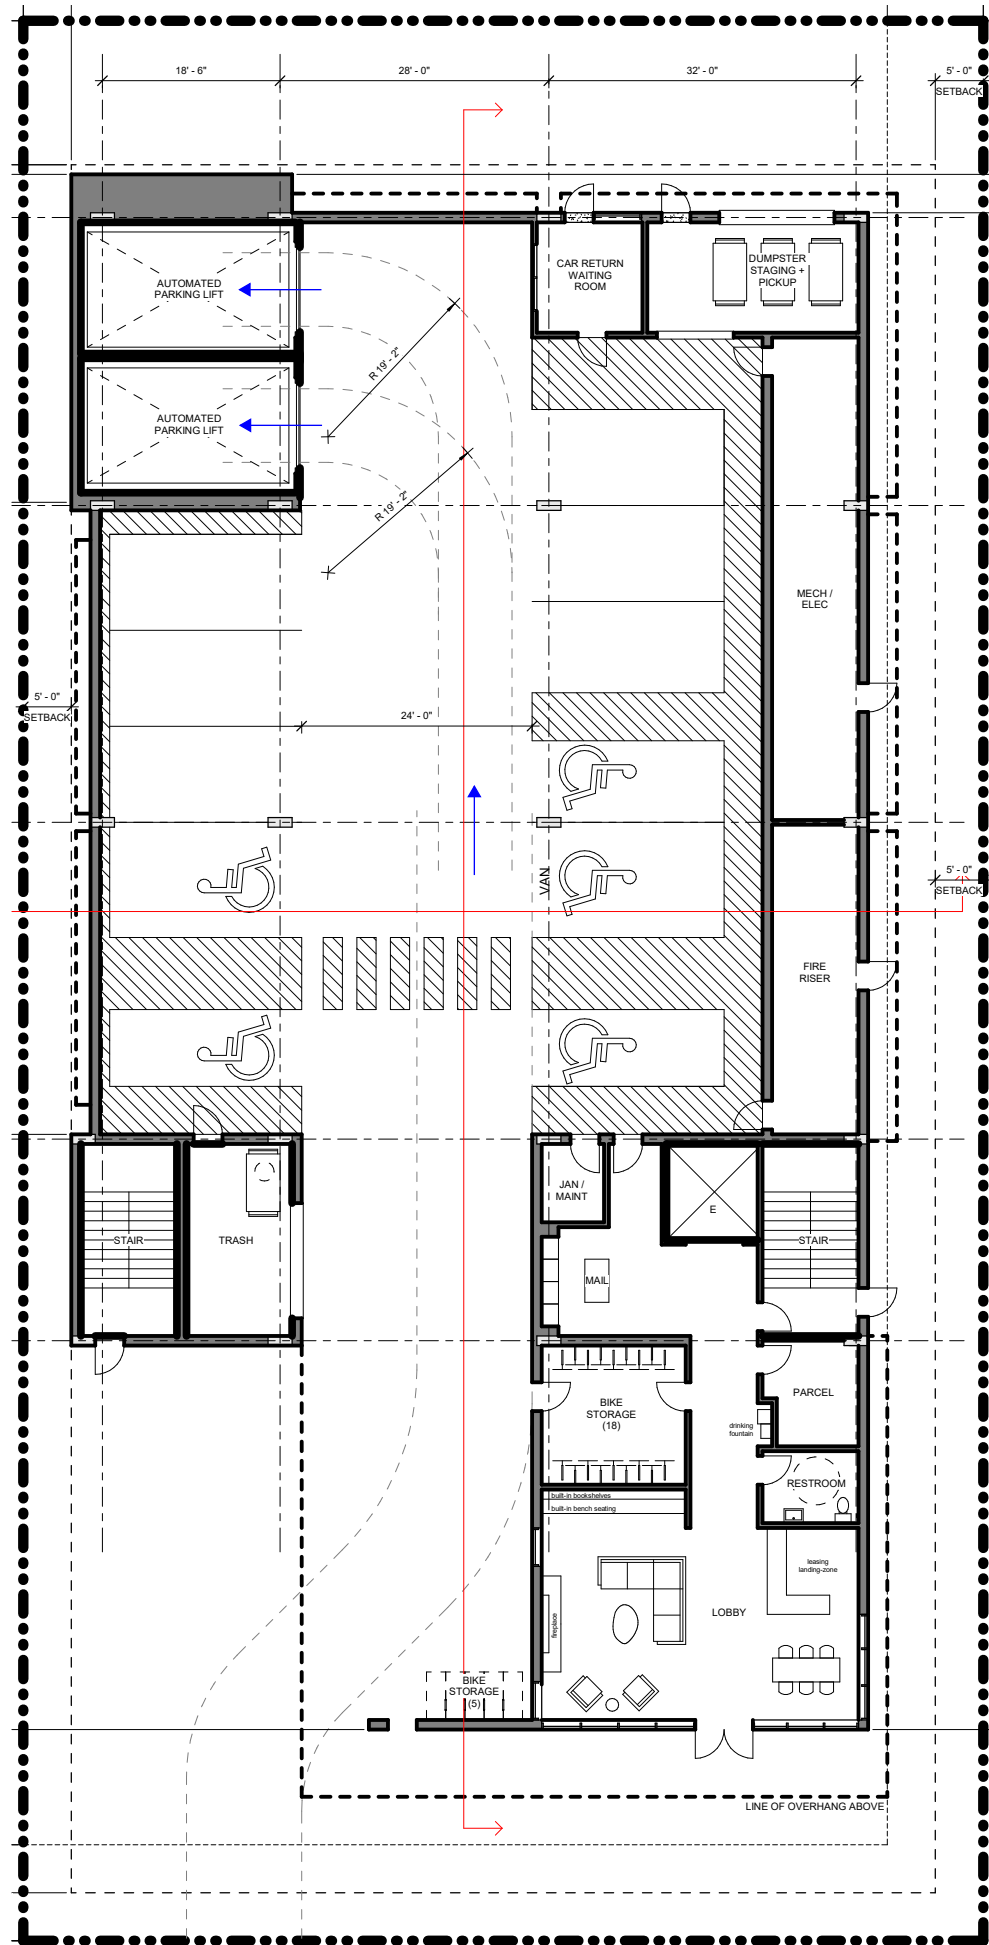 18' - 6"
28' - 0"
32' - 0"
5' - 0"
SETBACK
CAR RETURN
WAITING
ROOM
DUMPSTER
STAGING +
PICKUP
AUTOMATED
PARKING LIFT
R 19' - 2"
AUTOMATED
PARKING LIFT
R 19' - 2"
MECH /
ELEC
5' - 0"
SETBACK
24' - 0"
VAN
5' - 0"
SETBACK
FIRE
RISER
JAN /
MAINT
E
STAIR
TRASH
STAIR
MAIL
PARCEL
BIKE
STORAGE
(18)
drinking
fountain
RESTROOM
built-in bookshelves
built-in bench seating
leasing
landing-zone
fireplace
LOBBY
BIKE
STORAGE
(5)
LINE OF OVERHANG ABOVE